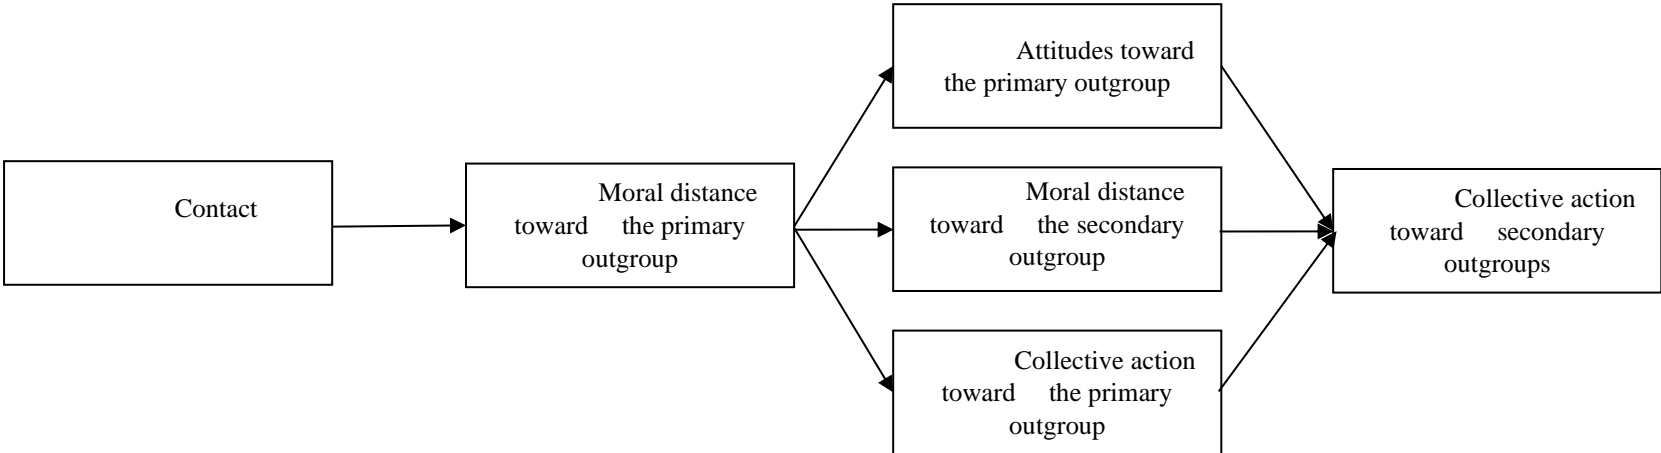 Contact
Moral distance
toward the primary
outgroup
Attitudes toward
the primary outgroup
Moral distance
toward the secondary
outgroup
Collective action
toward the primary
outgroup
Collective action
toward secondary
outgroups